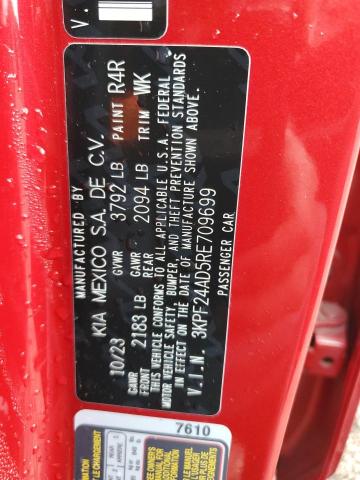 V.I
MANUFACTURED BY
KIA MEXICO S.A. DE C.V.
10/23 GVWR 3792 LB PAINT R4R
GAWR FRONT 2183 LB GAWR REAR 2094 LB TRIM WK
THIS VEHICLE CONFORMS TO ALL APPLICABLE U.S.A. FEDERAL
MOTOR VEHICLE SAFETY, BUMPER, AND THEFT PREVENTION STANDARDS
IN EFFECT ON THE DATE OF MANUFACTURE SHOWN ABOVE.
V.I.N. 3KPF24AD5RE709699
PASSENGER CAR
7610